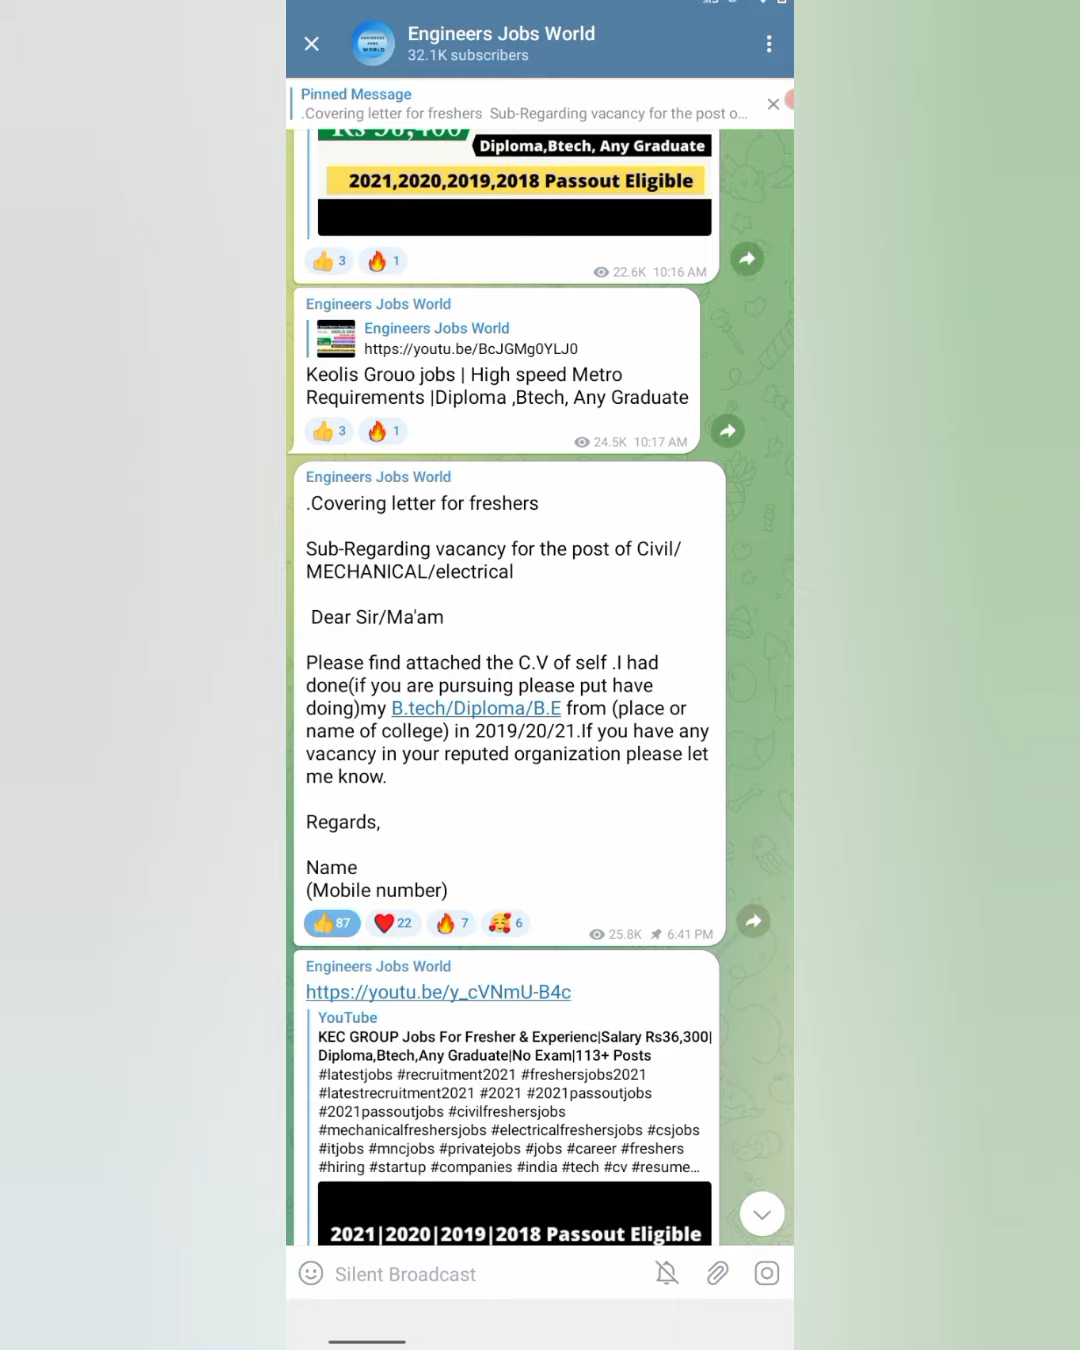 Engineers Jobs World
32.1K subscribers
Pinned Message
.Covering letter for freshers Sub-Regarding vacancy for the post o...
Rs 36,400
Diploma,Btech, Any Graduate
2021,2020,2019,2018 Passout Eligible
3
1
22.6K 10:16 AM
Engineers Jobs World
Engineers Jobs World
https://youtu.be/BcJGMg0YLJ0
Keolis Grouo jobs | High speed Metro
Requirements |Diploma ,Btech, Any Graduate
3
1
24.5K 10:17 AM
Engineers Jobs World
.Covering letter for freshers
Sub-Regarding vacancy for the post of Civil/
MECHANICAL/electrical
Dear Sir/Ma'am
Please find attached the C.V of self .I had
done(if you are pursuing please put have
doing)my B.tech/Diploma/B.E from (place or
name of college) in 2019/20/21.If you have any
vacancy in your reputed organization please let
me know.
Regards,
Name
(Mobile number)
87
22
7
6
25.8K 6:41 PM
Engineers Jobs World
https://youtu.be/y_cVNmU-B4c
YouTube
KEC GROUP Jobs For Fresher & Experienc|Salary Rs36,300|
Diploma,Btech,Any Graduate|No Exam|113+ Posts
#latestjobs #recruitment2021 #freshersjobs2021
#latestrecruitment2021 #2021 #2021passoutjobs
#2021passoutjobs #civilfreshersjobs
#mechanicalfreshersjobs #electricalfreshersjobs #csjobs
#itjobs #mncjobs #privatejobs #jobs #career #freshers
#hiring #startup #companies #india #tech #cv #resume...
2021|2020|2019|2018 Passout Eligible
Silent Broadcast